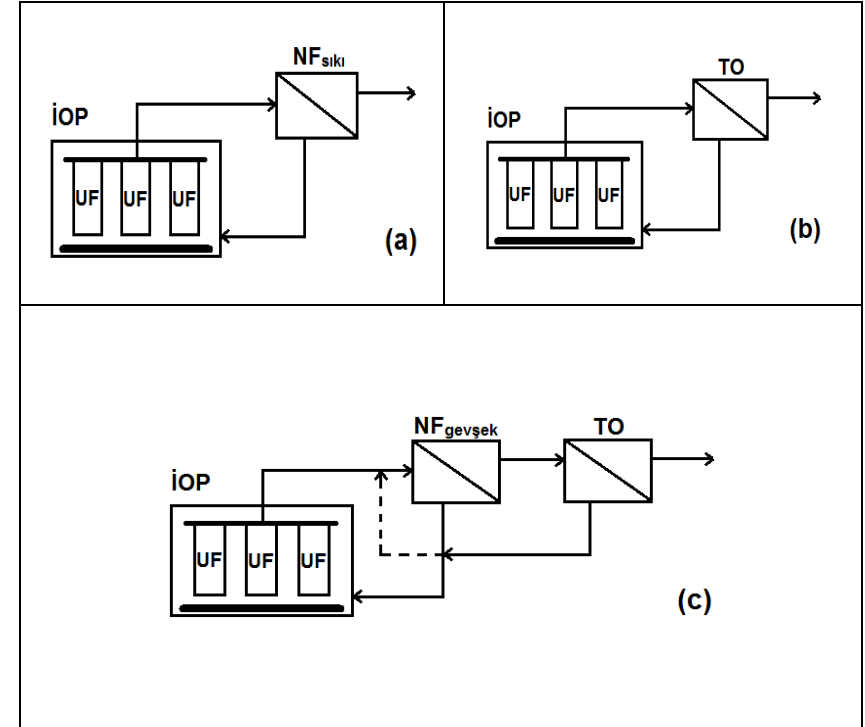 NFsıkı
İOP
UF UF UF
(a)
TO
İOP
UF UF UF
(b)
NFgevşek
TO
İOP
UF UF UF
(c)